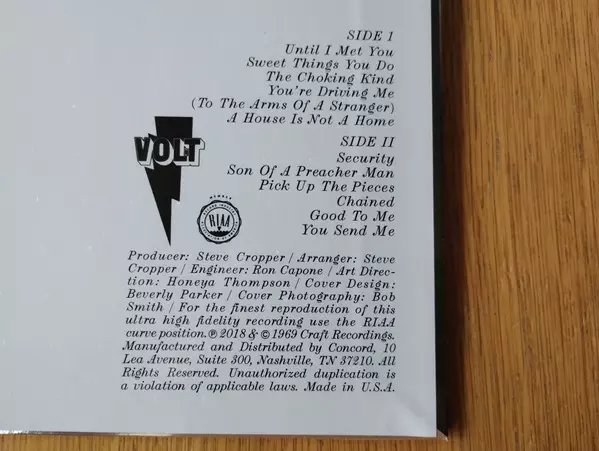 SIDE I
Until I Met You
Sweet Things You Do
The Choking Kind
You're Driving Me
(To The Arms Of A Stranger)
A House Is Not A Home
SIDE II
Security
Son Of A Preacher Man
Pick Up The Pieces
Chained
Good To Me
You Send Me
VOLT
RIAA
Producer: Steve Cropper / Arranger: Steve
Cropper / Engineer: Ron Capone / Art Direc-
tion: Honeya Thompson / Cover Design:
Beverly Parker / Cover Photography: Bob
Smith / For the finest reproduction of this
ultra high fidelity recording use the RIAA
curve position. ℗ 2018 & © 1969 Craft Recordings.
Manufactured and Distributed by Concord, 10
Lea Avenue, Suite 300, Nashville, TN 37210. All
Rights Reserved. Unauthorized duplication is
a violation of applicable laws. Made in U.S.A.